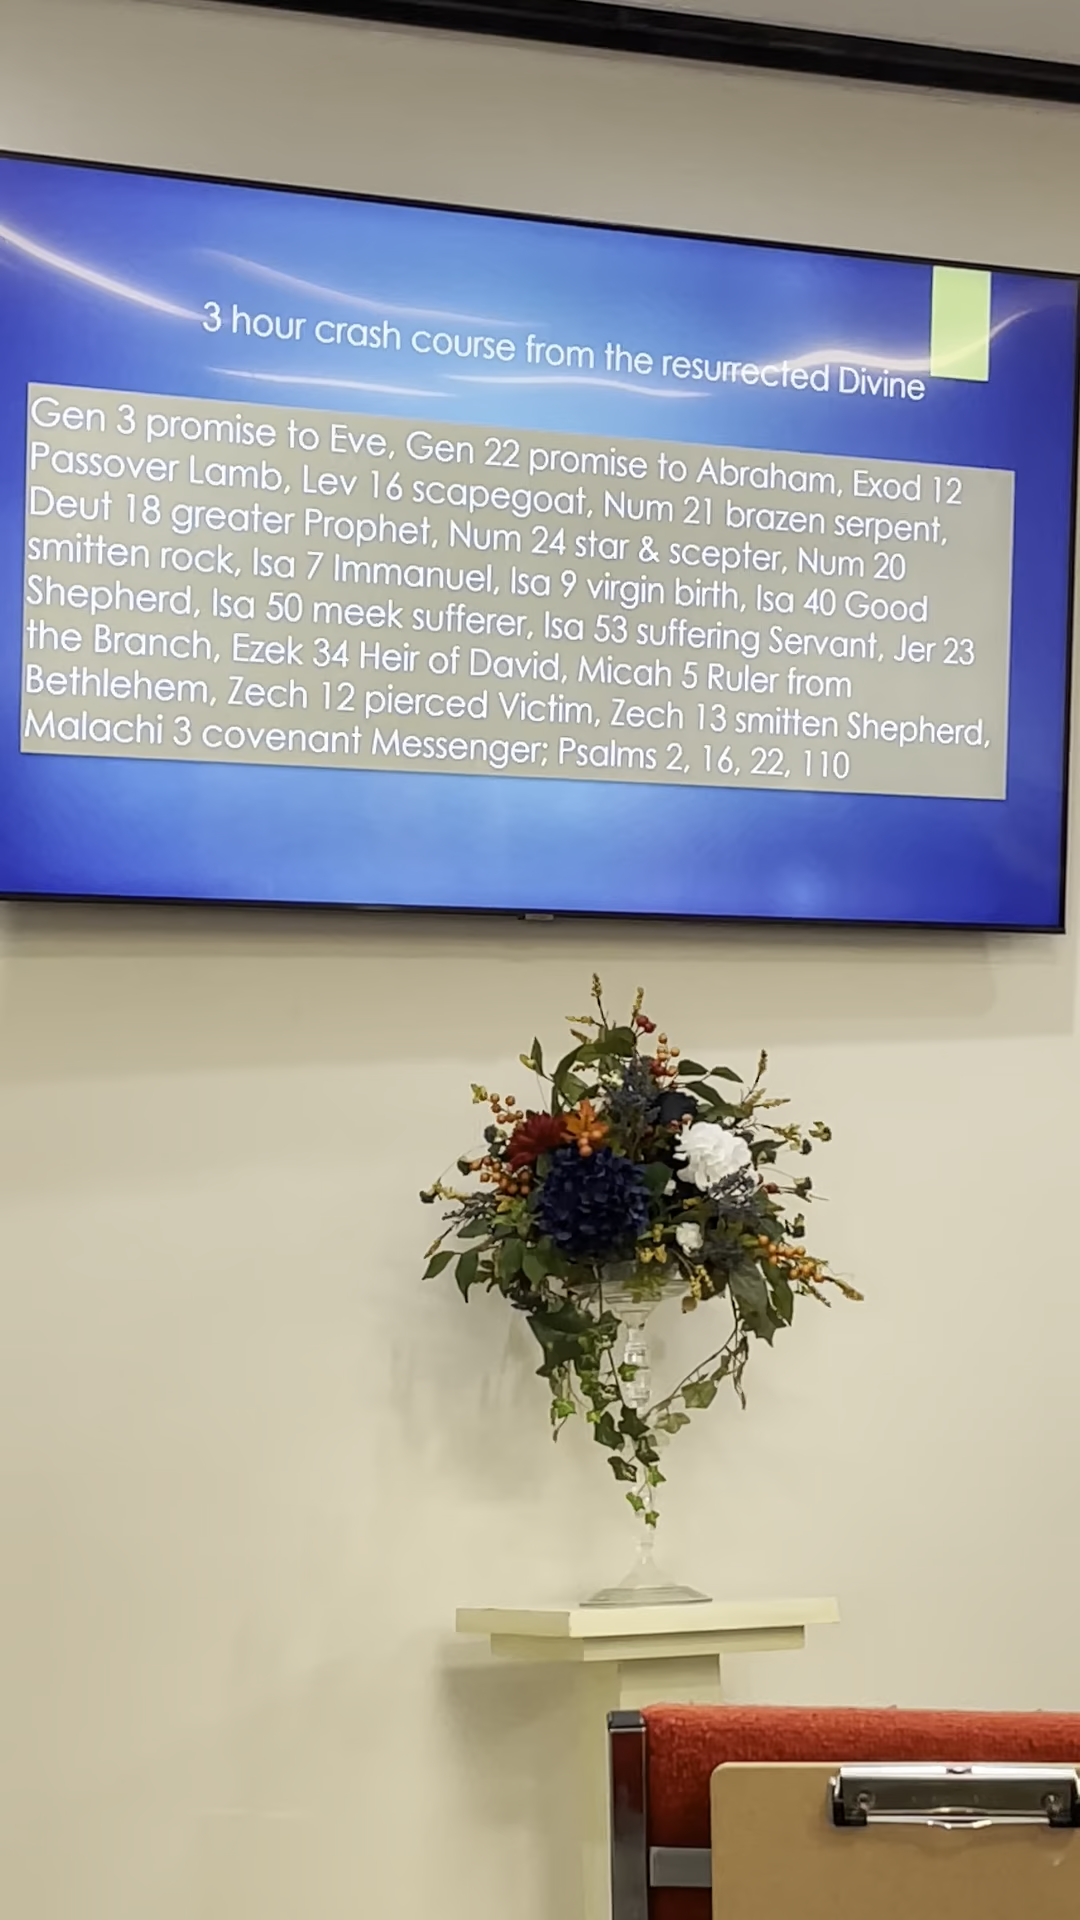 3 hour crash course from the resurrected Divine
Gen 3 promise to Eve, Gen 22 promise to Abraham, Exod 12
Passover Lamb, Lev 16 scapegoat, Num 21 brazen serpent,
Deut 18 greater Prophet, Num 24 star & scepter, Num 20
smitten rock, Isa 7 Immanuel, Isa 9 virgin birth, Isa 40 Good
Shepherd, Isa 50 meek sufferer, Isa 53 suffering Servant, Jer 23
the Branch, Ezek 34 Heir of David, Micah 5 Ruler from
Bethlehem, Zech 12 pierced Victim, Zech 13 smitten Shepherd,
Malachi 3 covenant Messenger; Psalms 2, 16, 22, 110